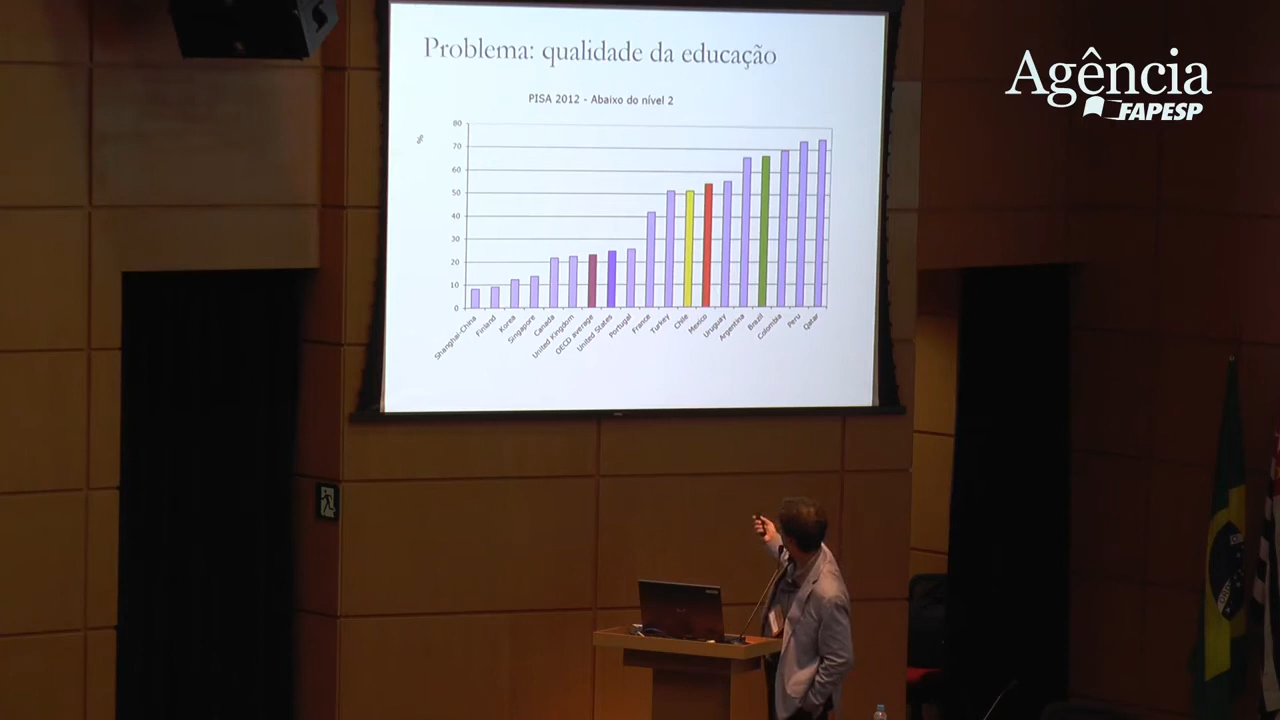 Problema: qualidade da educação
Agência
FAPESP
PISA 2012 - Abaixo do nível 2
%
80
70
60
50
40
30
20
10
0
Shanghai-China
Finland
Korea
Singapore
Canada
United Kingdom
OECD average
United States
Portugal
France
Turkey
Chile
Mexico
Uruguay
Argentina
Brazil
Colombia
Peru
Qatar